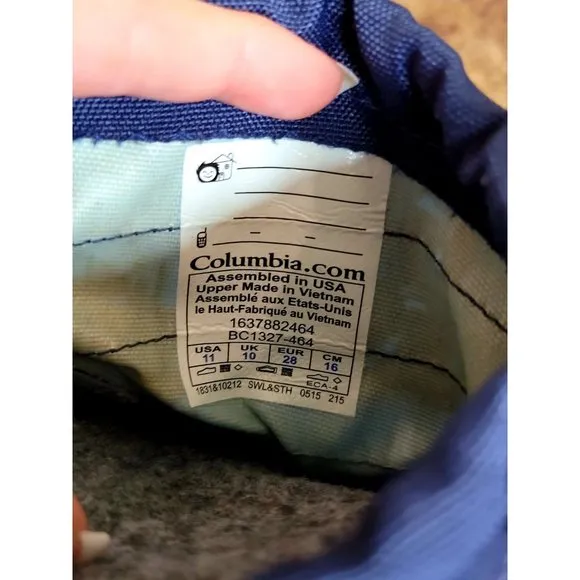 Columbia.com
Assembled in USA
Upper Made in Vietnam
Assemblé aux Etats-Unis
le Haut-Fabriqué au Vietnam
1637882464
BC1327-464
USA UK EUR CM
11 10 28 16
ECA-4
1831&10212 SWL&STH 0515 215